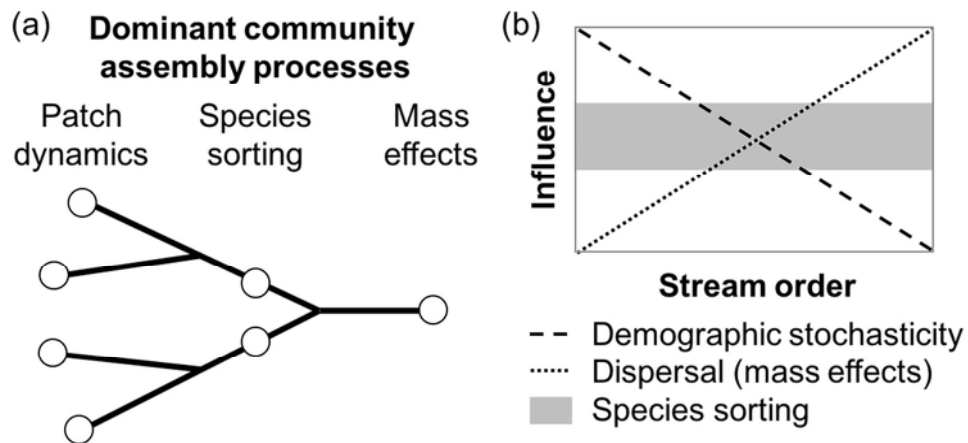 (a) Dominant community
assembly processes
Patch
dynamics
Species
sorting
Mass
effects
(b)
Influence
Stream order
Demographic stochasticity
Dispersal (mass effects)
Species sorting